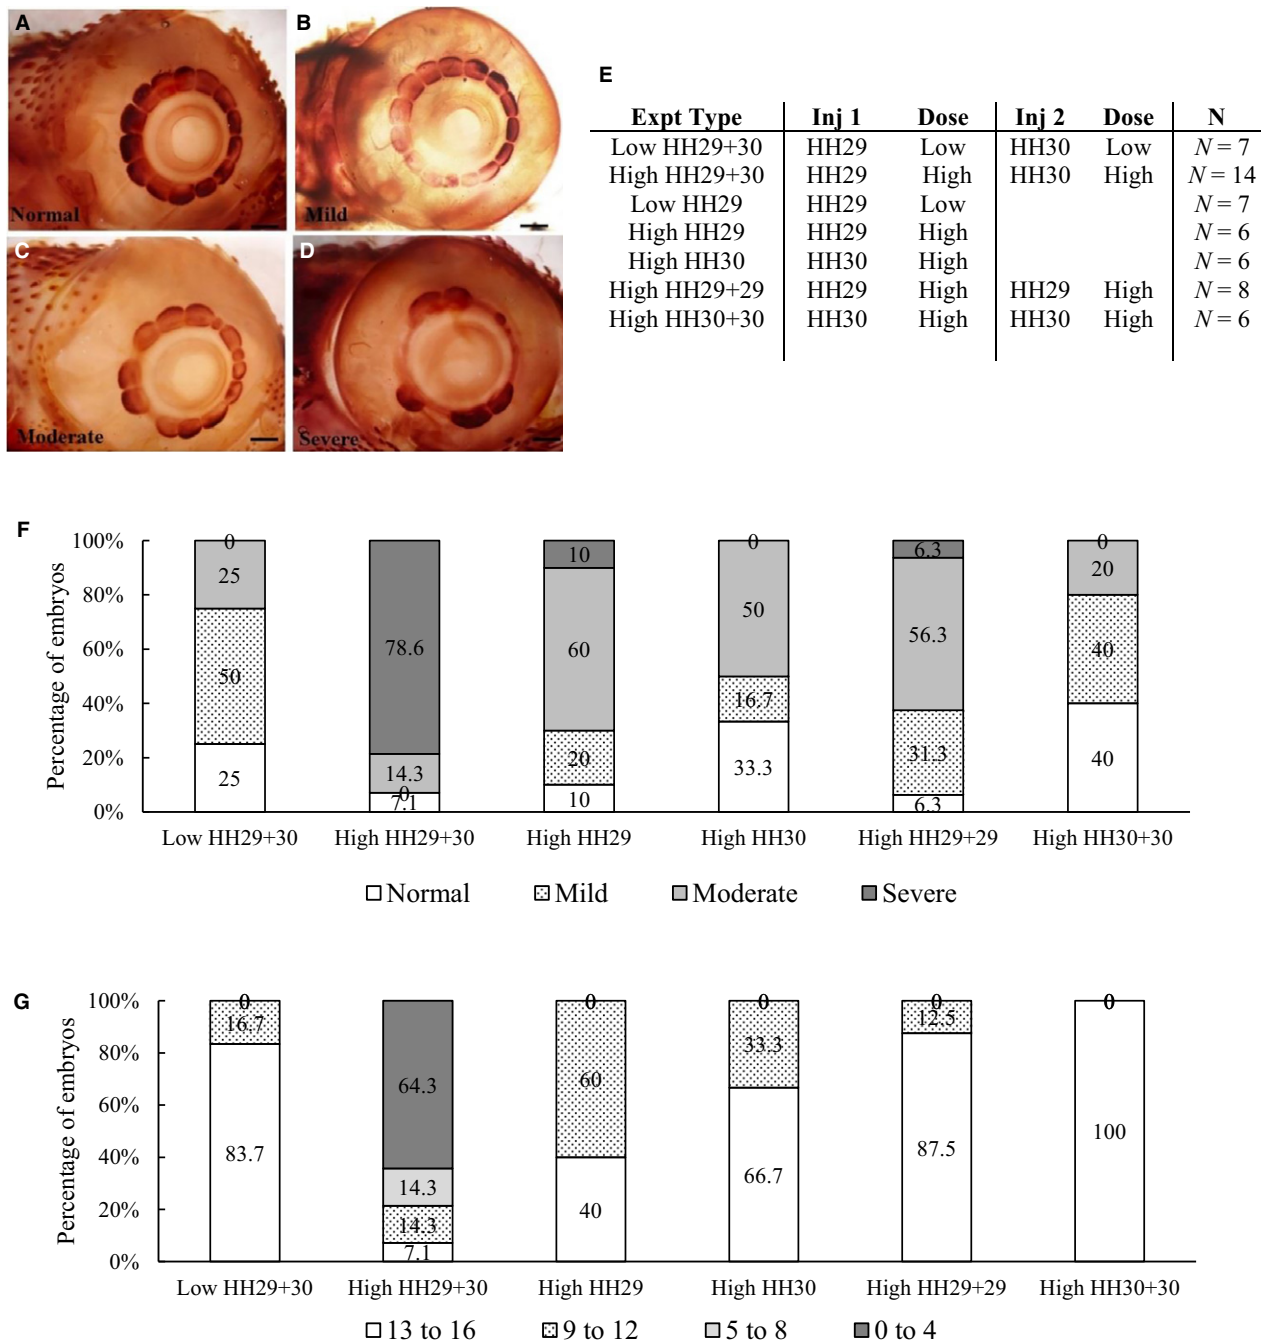 A
B
Normal
Mild
C
D
Moderate
Severe
E
Expt Type Inj 1 Dose Inj 2 Dose N
Low HH29+30 HH29 Low HH30 Low N = 7
High HH29+30 HH29 High HH30 High N = 14
Low HH29 HH29 Low N = 7
High HH29 HH29 High N = 6
High HH30 HH30 High N = 6
High HH29+29 HH29 High HH29 High N = 8
High HH30+30 HH30 High HH30 High N = 6
F
Percentage of embryos
100%
80%
60%
40%
20%
0%
0 25 50 25
78.6 14.3 0 7.1
10 60 20 10
0 50 16.7 33.3
6.3 56.3 31.3 6.3
0 20 40 40
Low HH29+30 High HH29+30 High HH29 High HH30 High HH29+29 High HH30+30
Normal Mild Moderate Severe
G
Percentage of embryos
100%
80%
60%
40%
20%
0%
0 16.7 83.7
64.3 14.3 14.3 7.1
0 60 40
0 33.3 66.7
0 12.5 87.5
0 100
Low HH29+30 High HH29+30 High HH29 High HH30 High HH29+29 High HH30+30
13 to 16 9 to 12 5 to 8 0 to 4